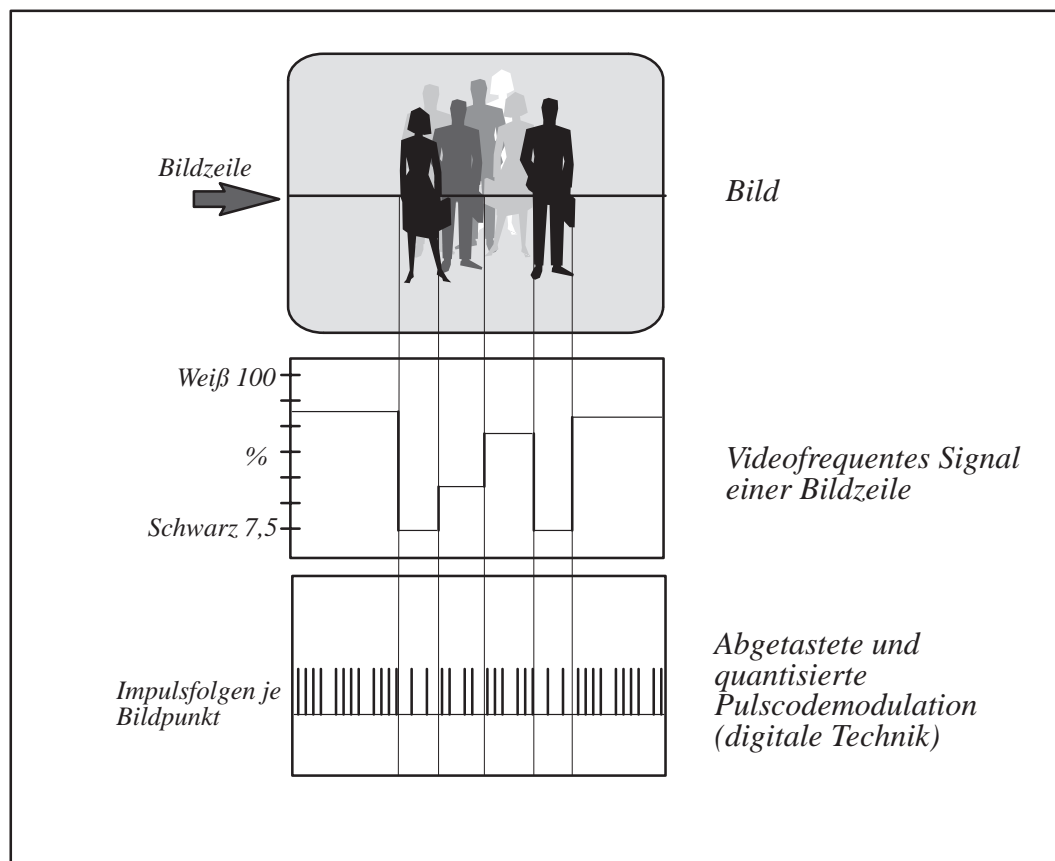 Bildzeile
Bild
Weiß 100
%
Schwarz 7,5
Videofrequentes Signal
einer Bildzeile
Impulsfolgen je
Bildpunkt
Abgetastete und
quantisierte
Pulscodemodulation
(digitale Technik)